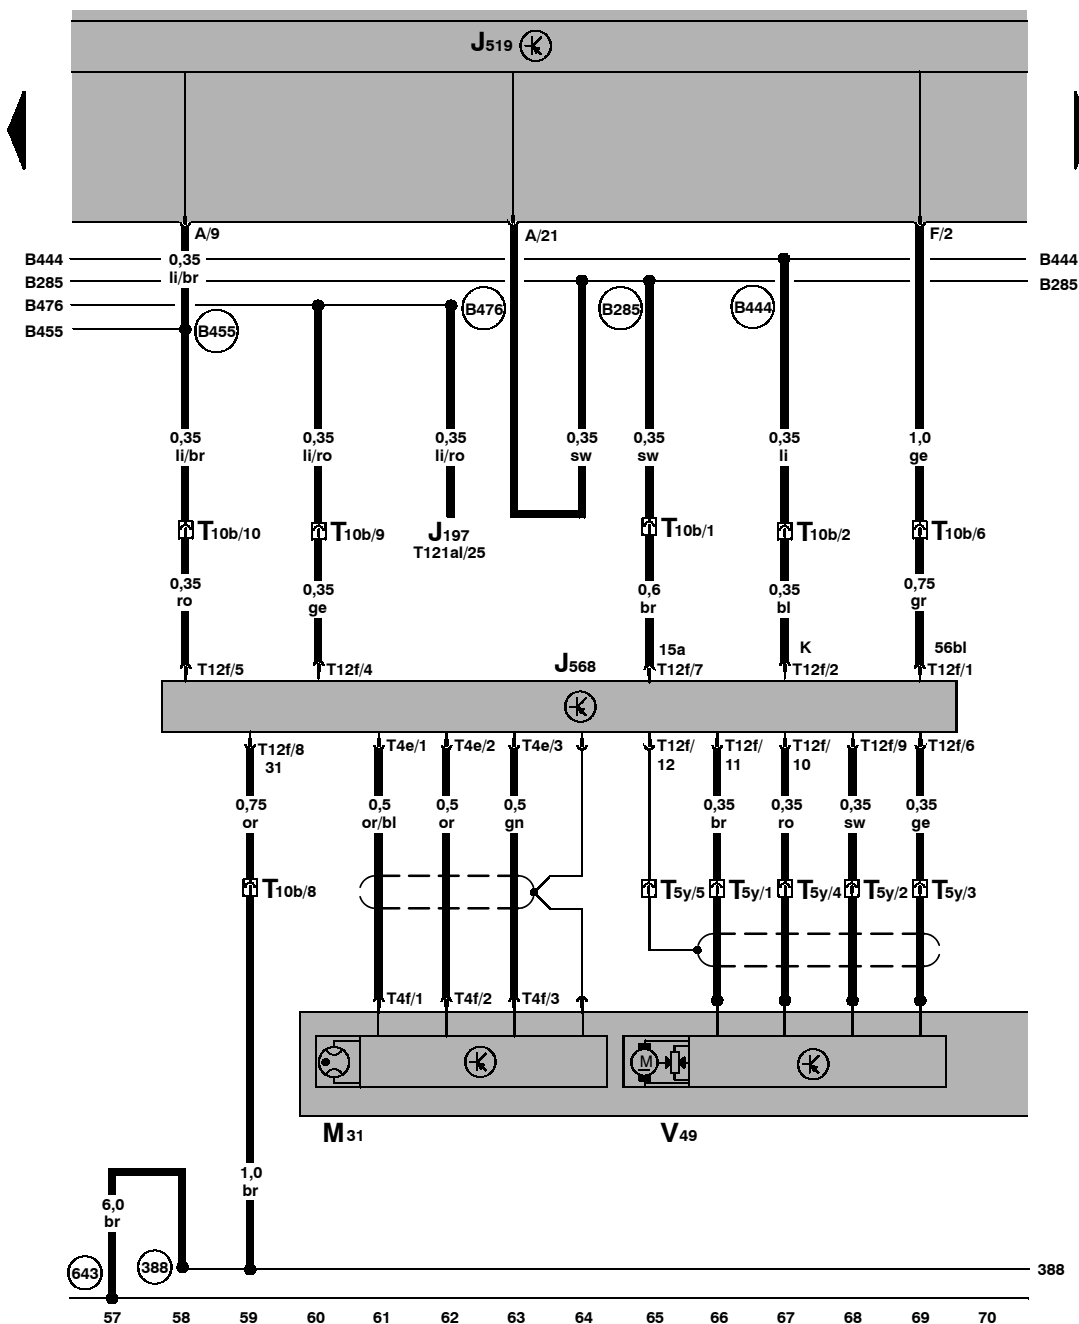 J519
A/9
A/21
F/2
B444
0,35
B444
B285
li/br
B285
B476
B476
B285
B444
B455
B455
0,35
li/br
0,35
li/ro
0,35
li/ro
0,35
sw
0,35
sw
0,35
li
1,0
ge
T10b/10
T10b/9
J197
T121al/25
T10b/1
T10b/2
T10b/6
0,35
ro
0,35
ge
0,6
br
0,35
bl
0,75
gr
T12f/5
T12f/4
J568
15a
T12f/7
K
T12f/2
56bl
T12f/1
T12f/8
31
T4e/1
T4e/2
T4e/3
T12f/
12
T12f/
11
T12f/
10
T12f/9
T12f/6
0,75
or
0,5
or/bl
0,5
or
0,5
gn
0,35
br
0,35
ro
0,35
sw
0,35
ge
T10b/8
T5y/5
T5y/1
T5y/4
T5y/2
T5y/3
T4f/1
T4f/2
T4f/3
M
M31
V49
1,0
br
6,0
br
643
388
388
57
58
59
60
61
62
63
64
65
66
67
68
69
70